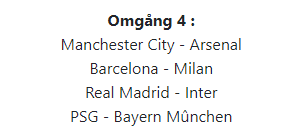 Omgång 4 :
Manchester City - Arsenal
Barcelona - Milan
Real Madrid - Inter
PSG - Bayern Mûnchen